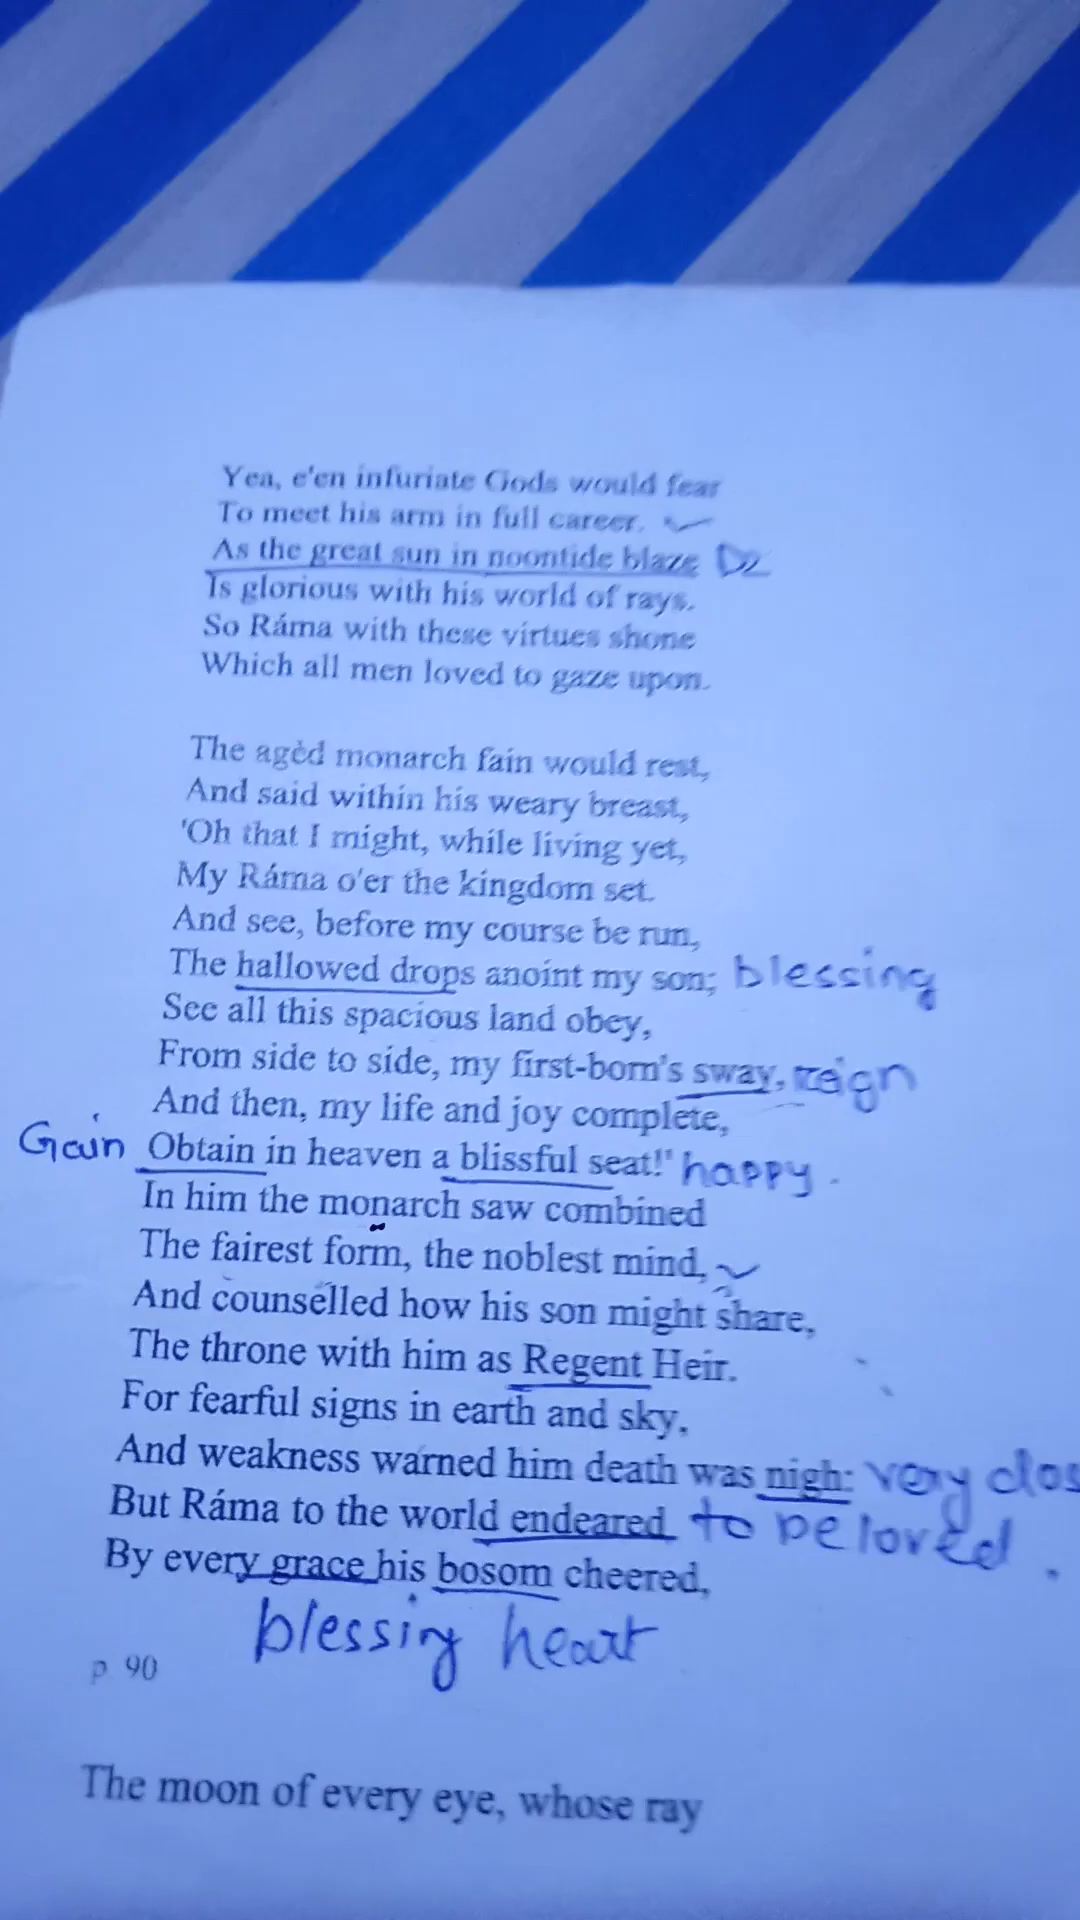 Yea, e'en infuriate Gods would fear
To meet his arm in full career.
As the great sun in noontide blaze
Is glorious with his world of rays.
So Ráma with these virtues shone
Which all men loved to gaze upon.
The agèd monarch fain would rest,
And said within his weary breast,
'Oh that I might, while living yet,
My Ráma o'er the kingdom set.
And see, before my course be run,
The hallowed drops anoint my son; blessing
See all this spacious land obey,
From side to side, my first-born's sway, reign
And then, my life and joy complete,
Gain Obtain in heaven a blissful seat!' happy.
In him the monarch saw combined
The fairest form, the noblest mind,
And counselled how his son might share,
The throne with him as Regent Heir.
For fearful signs in earth and sky,
And weakness warned him death was nigh: very clos
But Ráma to the world endeared to be loved.
By every grace his bosom cheered,
blessing heart
p 90
The moon of every eye, whose ray